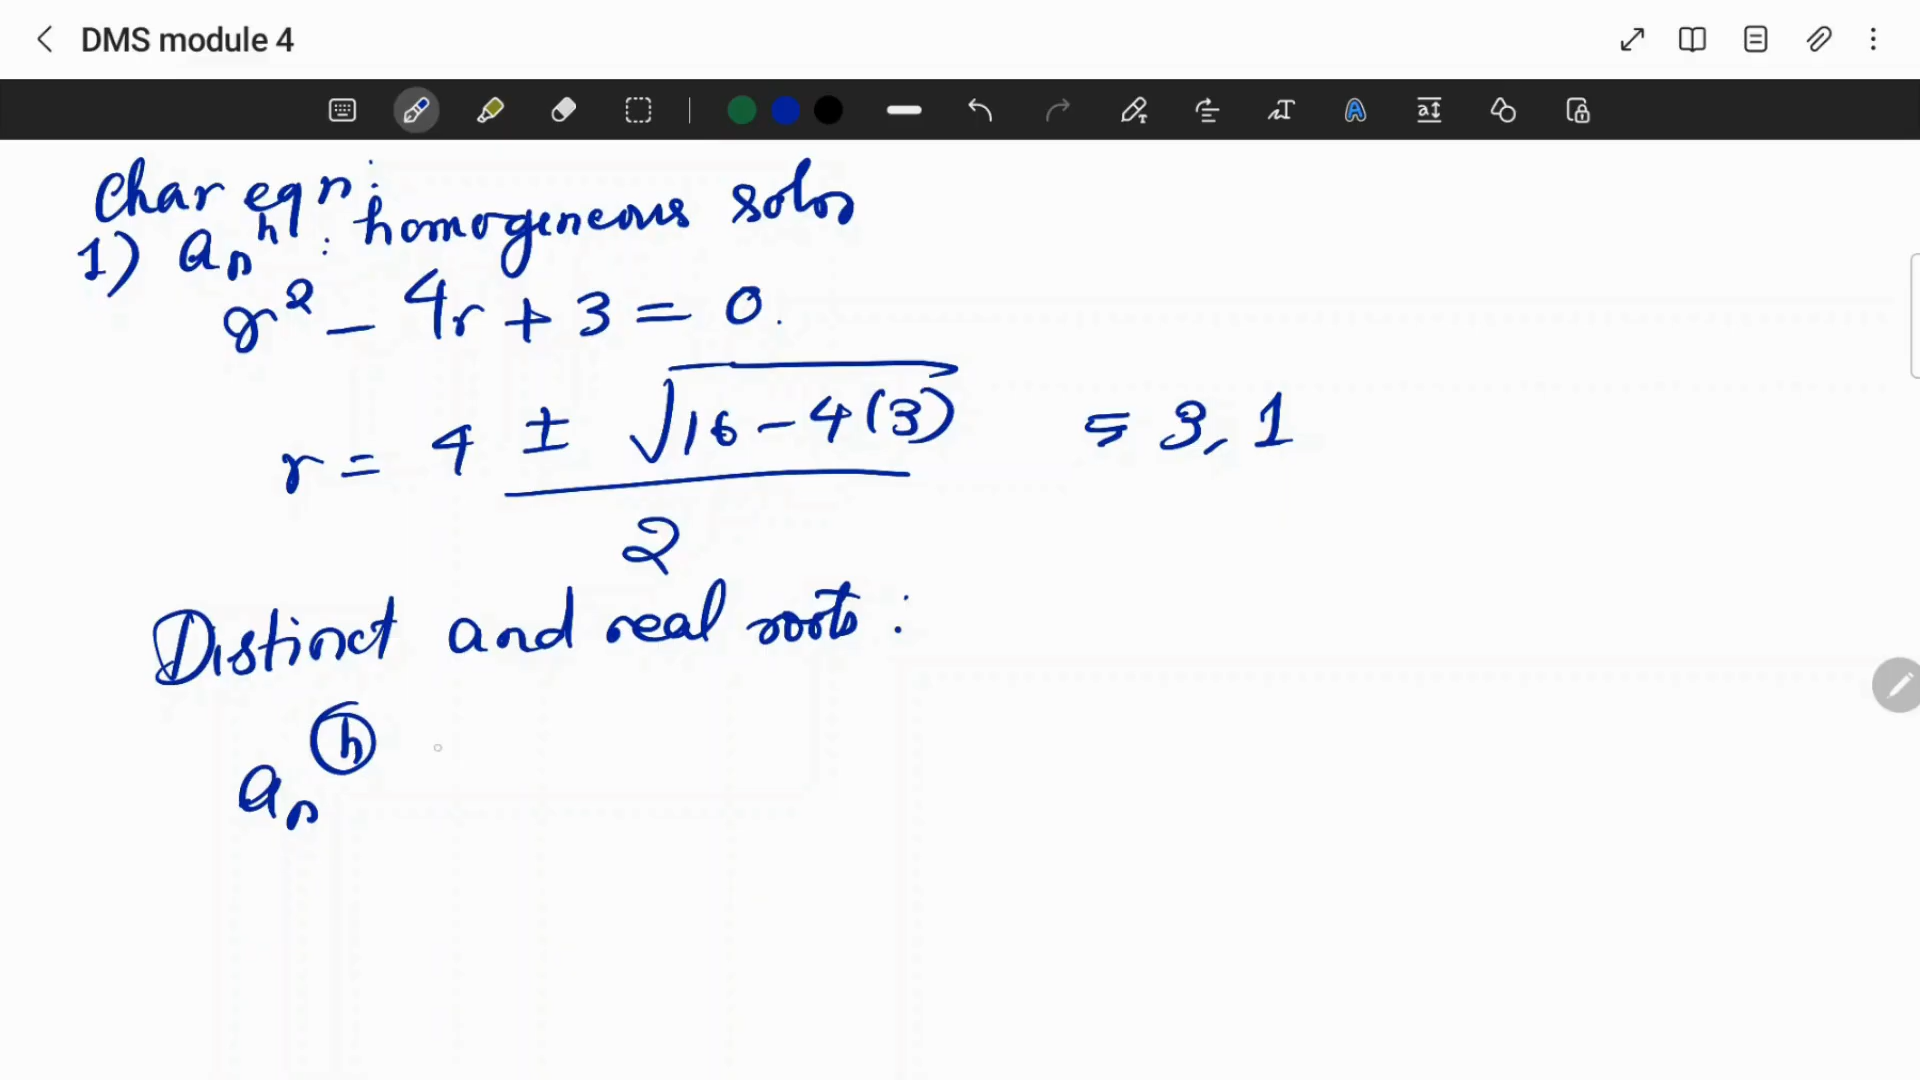 DMS module 4
Char eqn:
1) aₙʰ : homogeneous soln
r² - 4r + 3 = 0.
r = 4 ± √16 - 4(3) / 2 = 3, 1
Distinct and real roots :
aₙ ⓗ